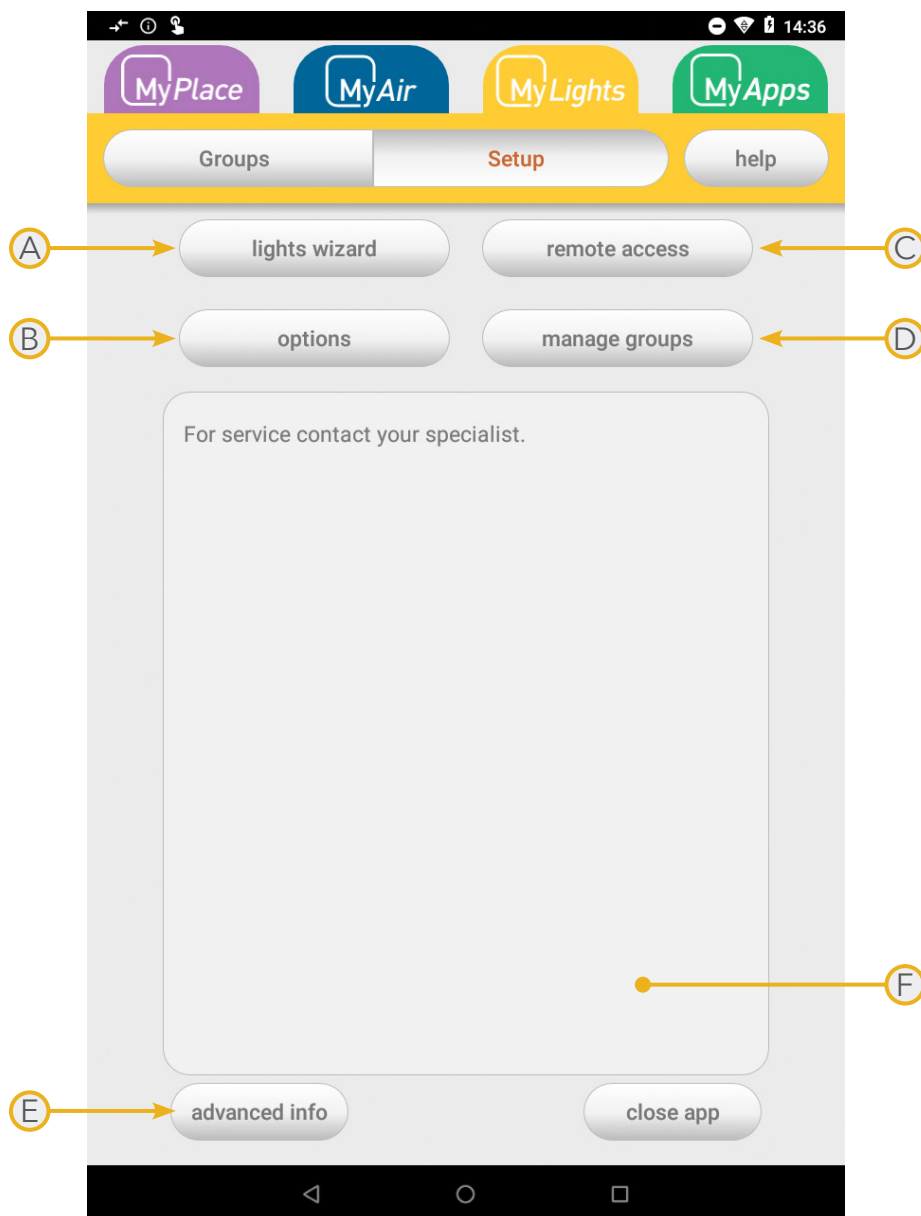 14:36
MyPlace MyAir MyLights MyApps
Groups Setup help
A lights wizard remote access C
B options manage groups D
For service contact your specialist.
F
E advanced info close app